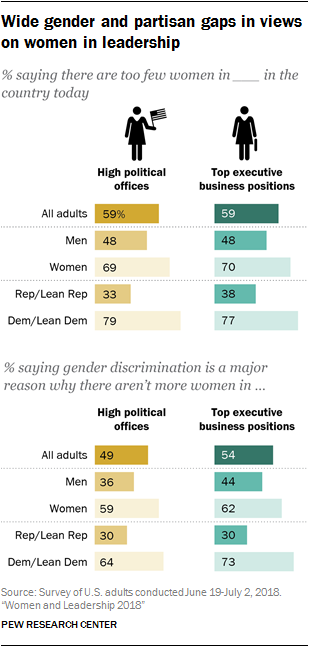 Wide gender and partisan gaps in views
on women in leadership
% saying there are too few women in ____ in the
country today
High political
offices
Top executive
business positions
All adults 59% 59
Men 48 48
Women 69 70
Rep/Lean Rep 33 38
Dem/Lean Dem 79 77
% saying gender discrimination is a major
reason why there aren’t more women in ...
High political
offices
Top executive
business positions
All adults 49 54
Men 36 44
Women 59 62
Rep/Lean Rep 30 30
Dem/Lean Dem 64 73
Source: Survey of U.S. adults conducted June 19-July 2, 2018.
“Women and Leadership 2018”
PEW RESEARCH CENTER